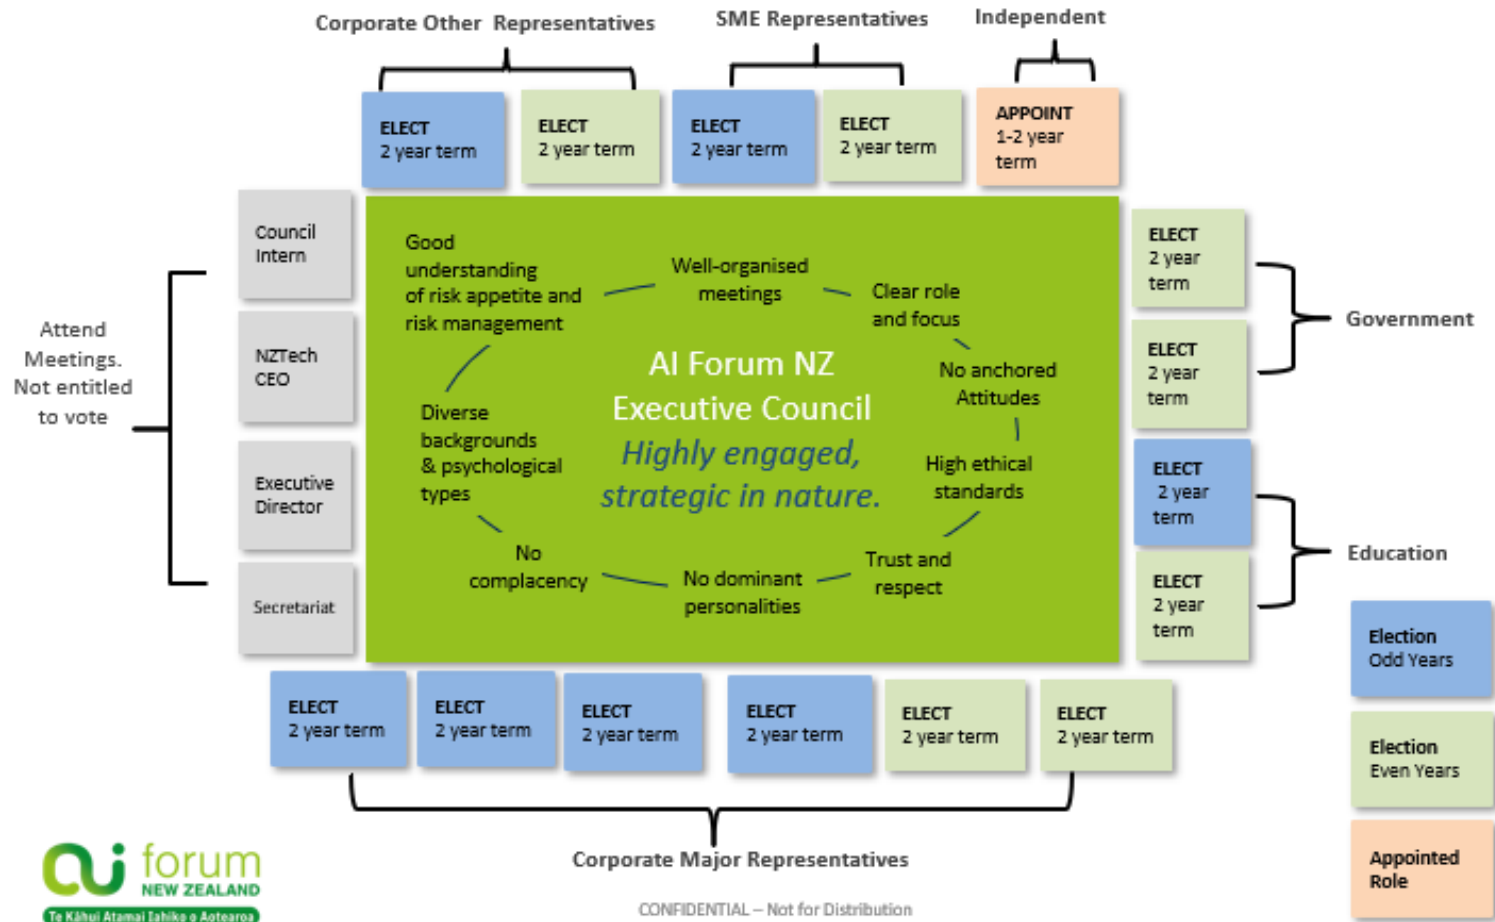 Corporate Other Representatives
SME Representatives
Independent
ELECT
2 year term
ELECT
2 year term
ELECT
2 year term
ELECT
2 year term
APPOINT
1-2 year
term
Attend
Meetings.
Not entitled
to vote
Council
Intern
NZTech
CEO
Executive
Director
Secretariat
Good
understanding
of risk appetite and
risk management
Well-organised
meetings
Clear role
and focus
No anchored
Attitudes
High ethical
standards
Trust and
respect
No dominant
personalities
No
complacency
Diverse
backgrounds
& psychological
types
AI Forum NZ
Executive Council
Highly engaged,
strategic in nature.
ELECT
2 year
term
ELECT
2 year
term
Government
ELECT
2 year
term
ELECT
2 year
term
Education
ELECT
2 year term
ELECT
2 year term
ELECT
2 year term
ELECT
2 year term
ELECT
2 year term
ELECT
2 year term
Corporate Major Representatives
Election
Odd Years
Election
Even Years
Appointed
Role
ai forum
NEW ZEALAND
Te Kāhui Atamai Iahiko o Aotearoa
CONFIDENTIAL – Not for Distribution